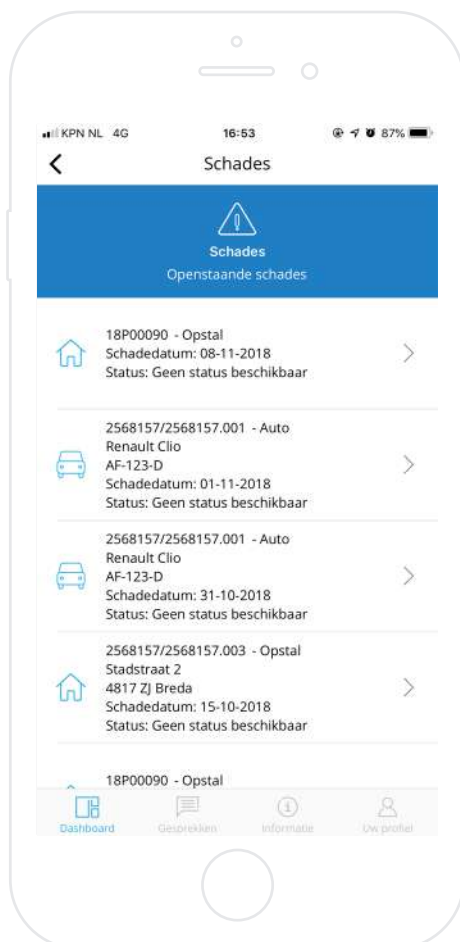 KPN NL 4G 16:53 87%
Schades
Schades
Openstaande schades
18P00090 - Opstal
Schadedatum: 08-11-2018
Status: Geen status beschikbaar
2568157/2568157.001 - Auto
Renault Clio
AF-123-D
Schadedatum: 01-11-2018
Status: Geen status beschikbaar
2568157/2568157.001 - Auto
Renault Clio
AF-123-D
Schadedatum: 31-10-2018
Status: Geen status beschikbaar
2568157/2568157.003 - Opstal
Stadstraat 2
4817 ZJ Breda
Schadedatum: 15-10-2018
Status: Geen status beschikbaar
18P00090 - Opstal
Dashboard Gesprekken Informatie Uw profiel